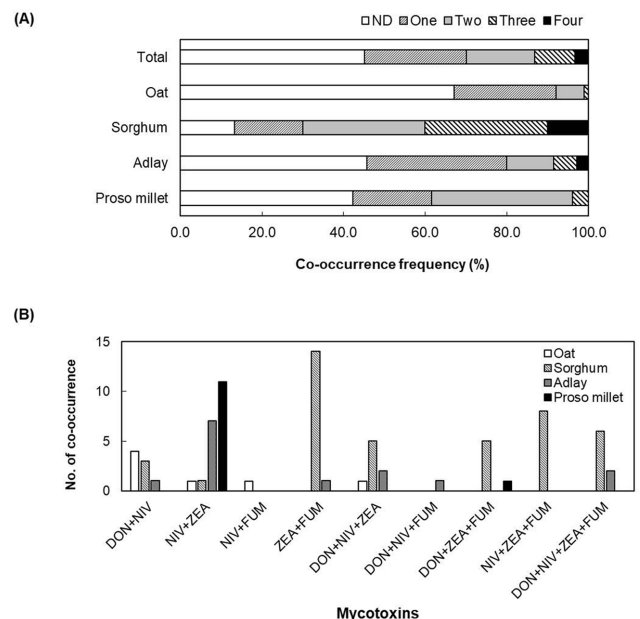 (A)
ND One Two Three Four
Total
Oat
Sorghum
Adlay
Proso millet
0.0 20.0 40.0 60.0 80.0 100.0
Co-occurrence frequency (%)
(B)
15
10
5
0
No. of co-occurrence
Oat
Sorghum
Adlay
Proso millet
DON+NIV
NIV+ZEA
NIV+FUM
ZEA+FUM
DON+NIV+ZEA
DON+NIV+FUM
DON+ZEA+FUM
NIV+ZEA+FUM
DON+NIV+ZEA+FUM
Mycotoxins